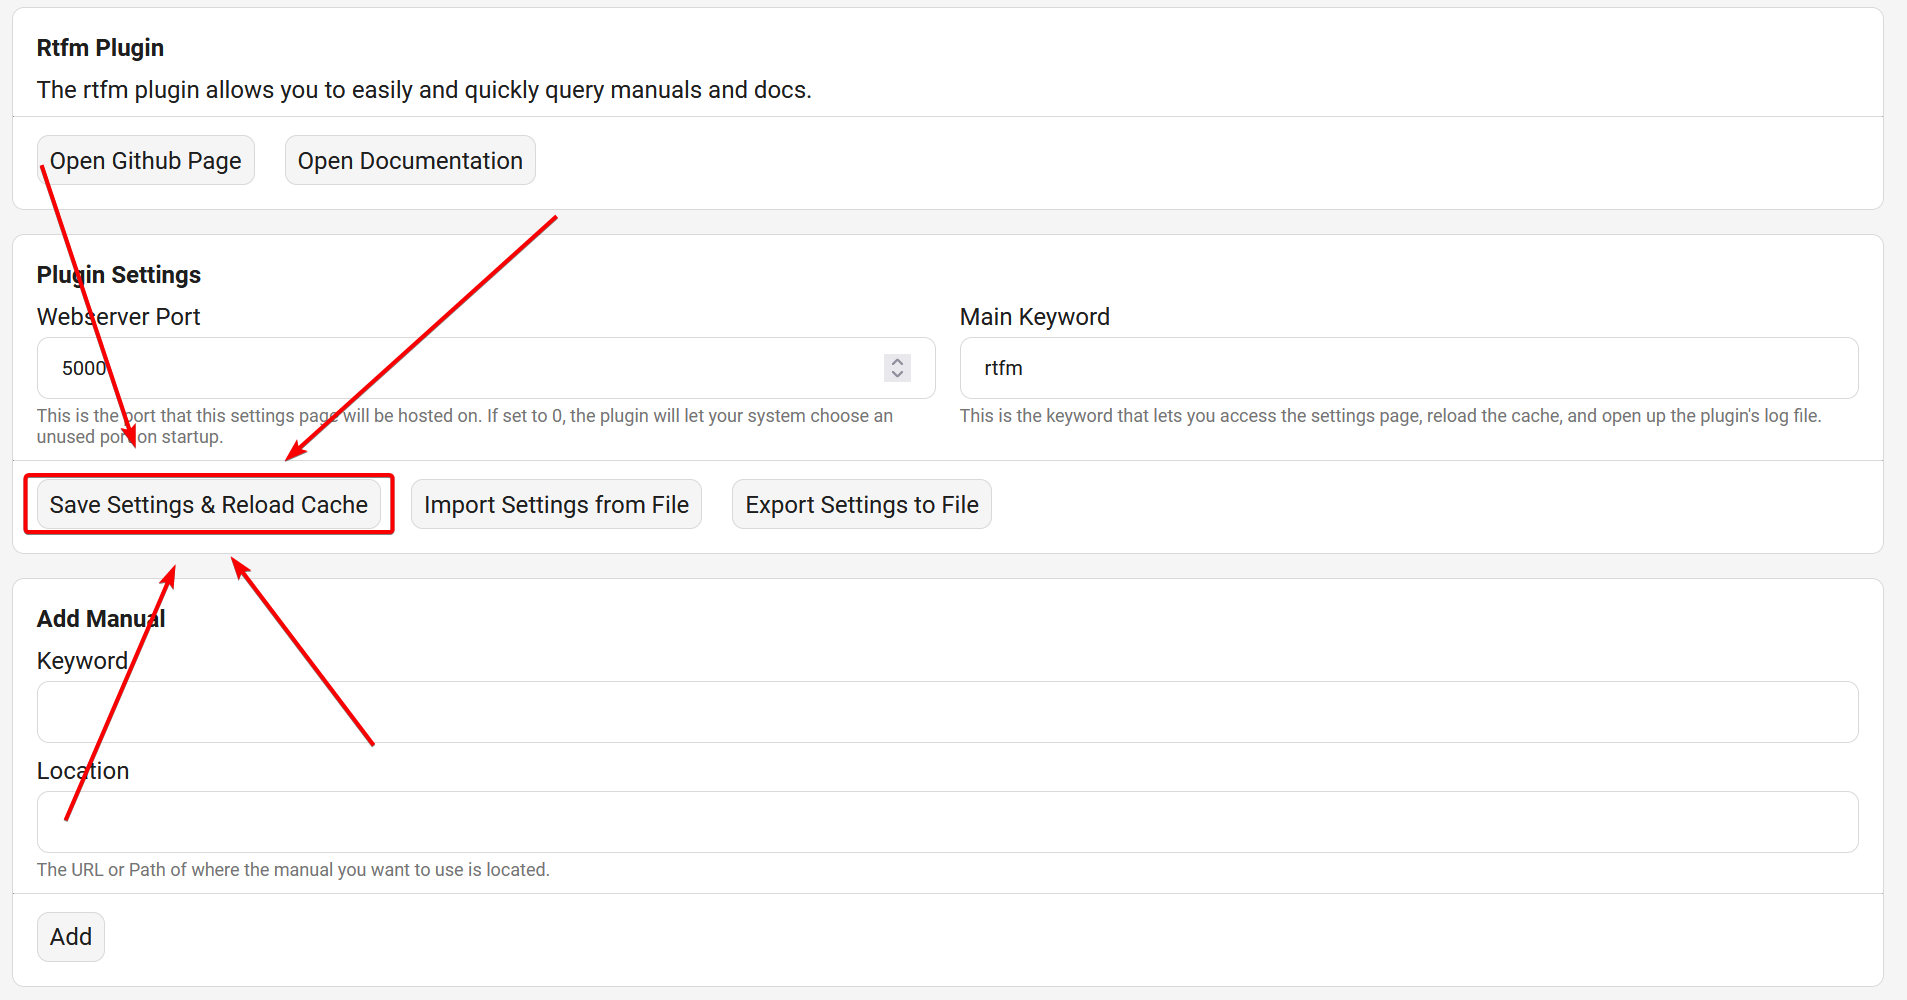 Rtfm Plugin
The rtfm plugin allows you to easily and quickly query manuals and docs.
Open Github Page
Open Documentation
Plugin Settings
Webserver Port
5000
This is the port that this settings page will be hosted on. If set to 0, the plugin will let your system choose an
unused port on startup.
Main Keyword
rtfm
This is the keyword that lets you access the settings page, reload the cache, and open up the plugin's log file.
Save Settings & Reload Cache
Import Settings from File
Export Settings to File
Add Manual
Keyword
Location
The URL or Path of where the manual you want to use is located.
Add